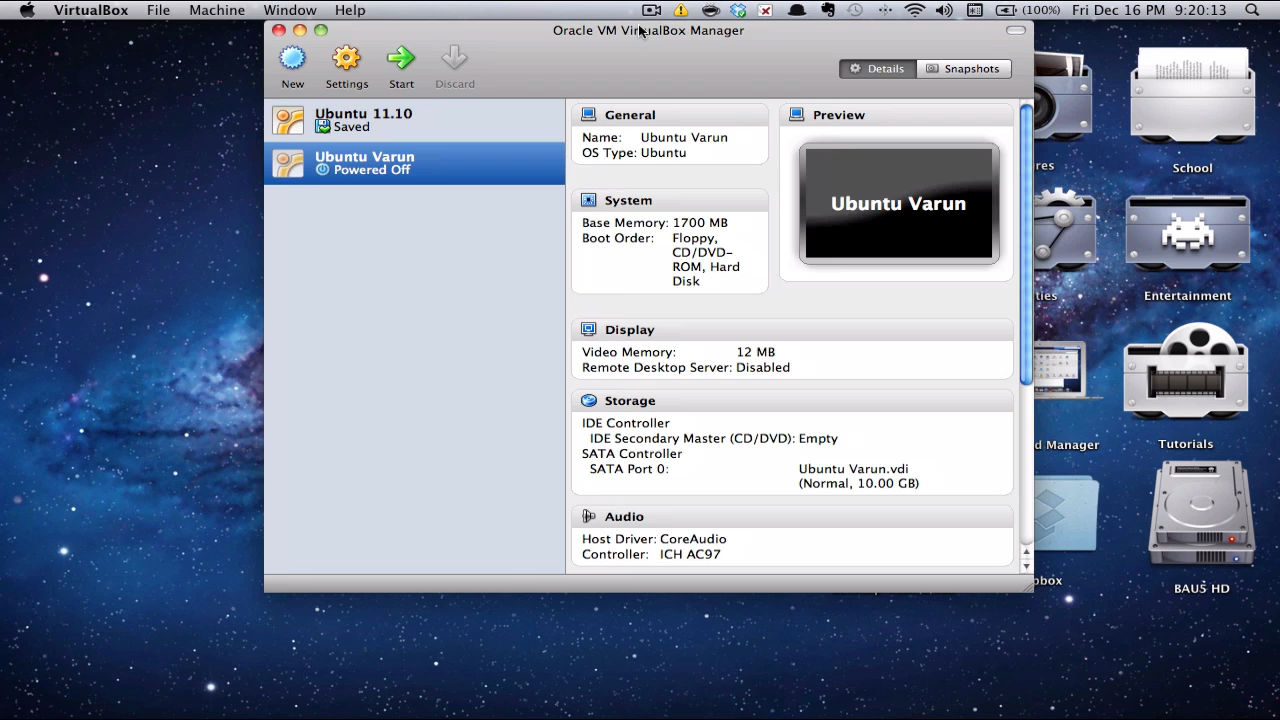 VirtualBox File Machine Window Help (100%) Fri Dec 16 PM 9:20:13
Oracle VM VirtualBox Manager
New Settings Start Discard
Details Snapshots
Ubuntu 11.10
Saved
Ubuntu Varun
Powered Off
General
Name: Ubuntu Varun
OS Type: Ubuntu
System
Base Memory: 1700 MB
Boot Order: Floppy,
CD/DVD-
ROM, Hard
Disk
Preview
Ubuntu Varun
Display
Video Memory: 12 MB
Remote Desktop Server: Disabled
Storage
IDE Controller
IDE Secondary Master (CD/DVD): Empty
SATA Controller
SATA Port 0: Ubuntu Varun.vdi
(Normal, 10.00 GB)
Audio
Host Driver: CoreAudio
Controller: ICH AC97
res
School
ties
Entertainment
d Manager
Tutorials
box
BAUS HD